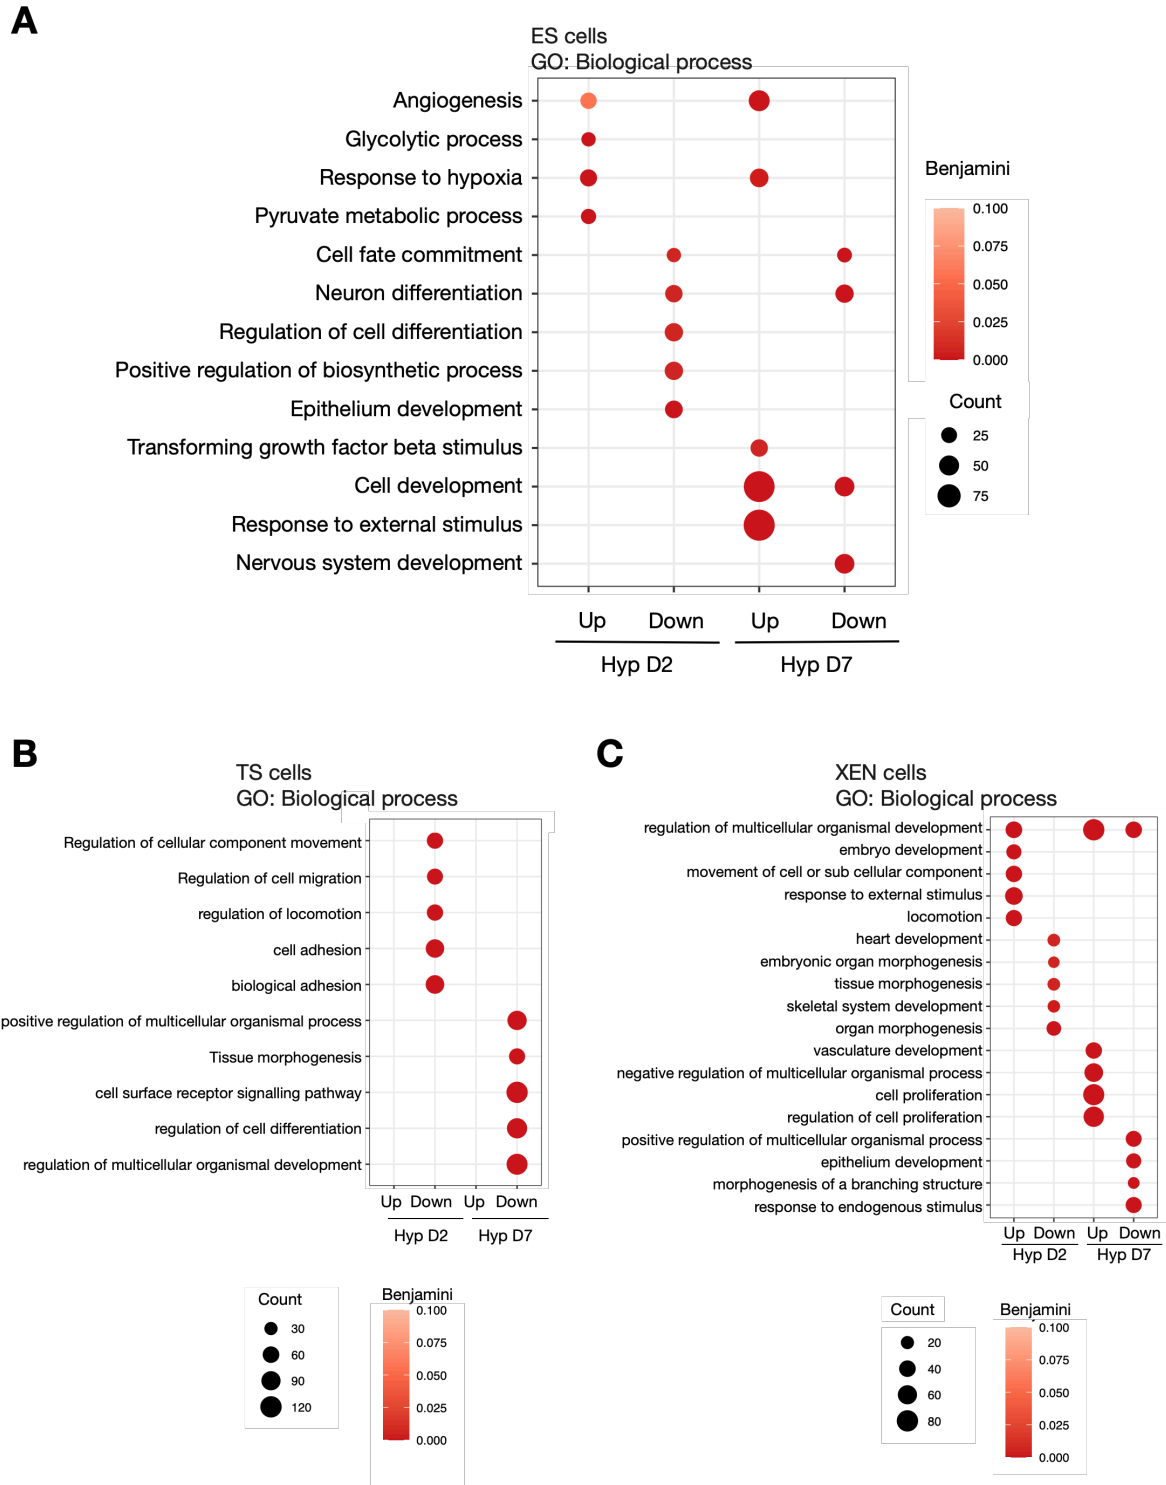 A
ES cells
GO: Biological process
Angiogenesis
Glycolytic process
Response to hypoxia
Pyruvate metabolic process
Cell fate commitment
Neuron differentiation
Regulation of cell differentiation
Positive regulation of biosynthetic process
Epithelium development
Transforming growth factor beta stimulus
Cell development
Response to external stimulus
Nervous system development
Up Down Up Down
Hyp D2 Hyp D7
Benjamini
0.100
0.075
0.050
0.025
0.000
Count
25
50
75
B
TS cells
GO: Biological process
Regulation of cellular component movement
Regulation of cell migration
regulation of locomotion
cell adhesion
biological adhesion
positive regulation of multicellular organismal process
Tissue morphogenesis
cell surface receptor signalling pathway
regulation of cell differentiation
regulation of multicellular organismal development
Up Down Up Down
Hyp D2 Hyp D7
Count
30
60
90
120
Benjamini
0.100
0.075
0.050
0.025
0.000
C
XEN cells
GO: Biological process
regulation of multicellular organismal development
embryo development
movement of cell or sub cellular component
response to external stimulus
locomotion
heart development
embryonic organ morphogenesis
tissue morphogenesis
skeletal system development
organ morphogenesis
vasculature development
negative regulation of multicellular organismal process
cell proliferation
regulation of cell proliferation
positive regulation of multicellular organismal process
epithelium development
morphogenesis of a branching structure
response to endogenous stimulus
Up Down Up Down
Hyp D2 Hyp D7
Count
20
40
60
80
Benjamini
0.100
0.075
0.050
0.025
0.000